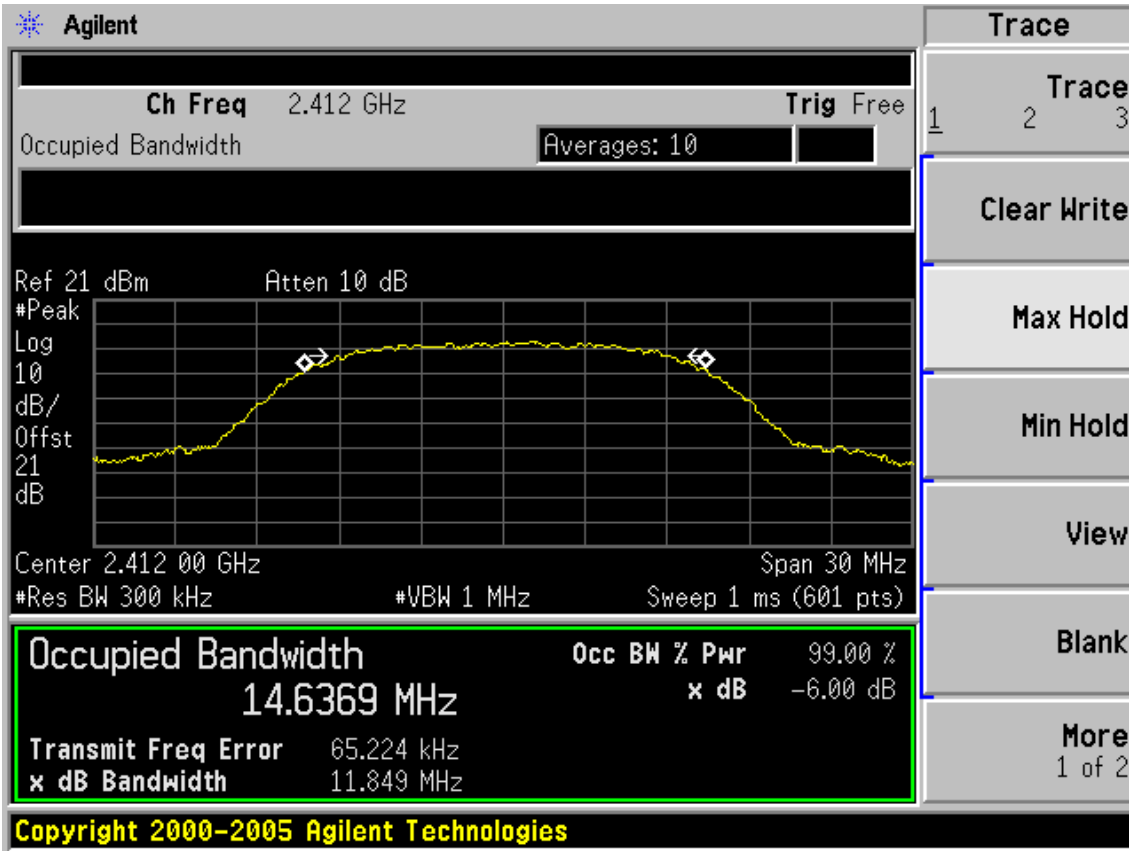 Agilent
Trace
Ch Freq 2.412 GHz Trig Free
Occupied Bandwidth Averages: 10
Ref 21 dBm Atten 10 dB
#Peak
Log
10
dB/
Offst
21
dB
Center 2.412 00 GHz Span 30 MHz
#Res BW 300 kHz #VBW 1 MHz Sweep 1 ms (601 pts)
Occupied Bandwidth
14.6369 MHz
Occ BW % Pwr 99.00 %
x dB -6.00 dB
Transmit Freq Error 65.224 kHz
x dB Bandwidth 11.849 MHz
Trace
1 2 3
Clear Write
Max Hold
Min Hold
View
Blank
More
1 of 2
Copyright 2000-2005 Agilent Technologies